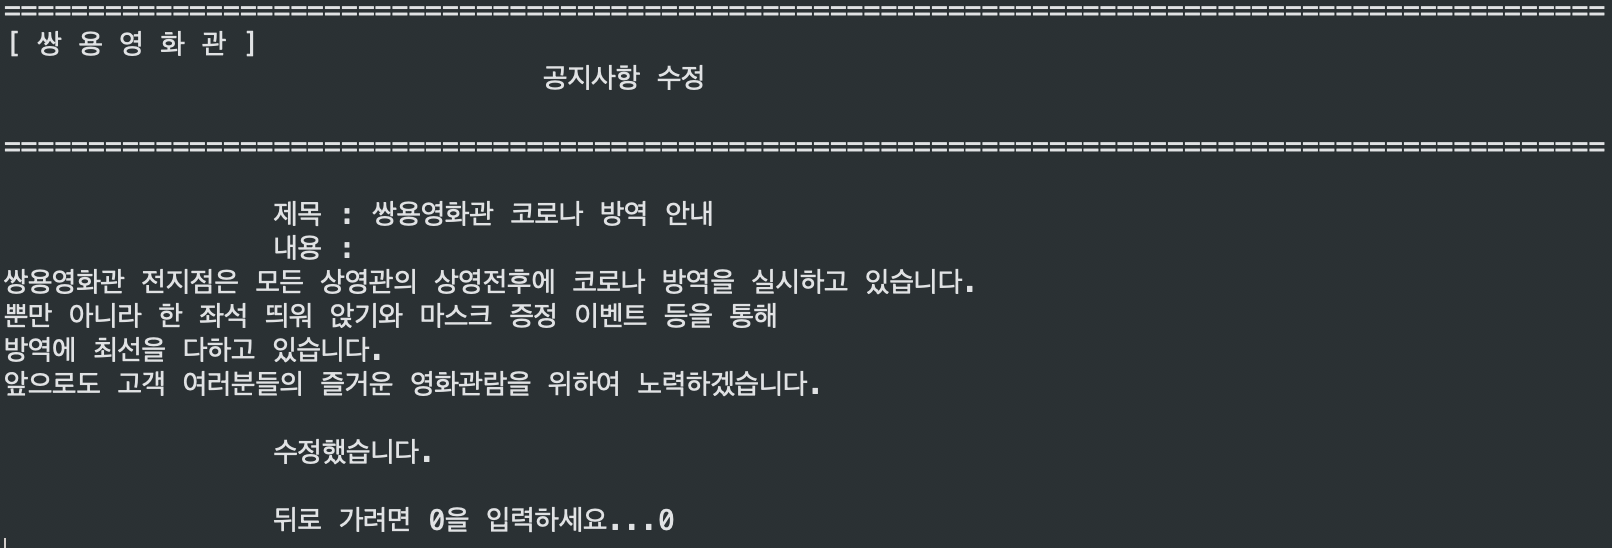 ====================================================================================================
[ 쌍 용 영 화 관 ]
공지사항 수정
====================================================================================================
제목 : 쌍용영화관 코로나 방역 안내
내용 :
쌍용영화관 전지점은 모든 상영관의 상영전후에 코로나 방역을 실시하고 있습니다.
뿐만 아니라 한 좌석 띄워 앉기와 마스크 증정 이벤트 등을 통해
방역에 최선을 다하고 있습니다.
앞으로도 고객 여러분들의 즐거운 영화관람을 위하여 노력하겠습니다.
수정했습니다.
뒤로 가려면 0을 입력하세요...0